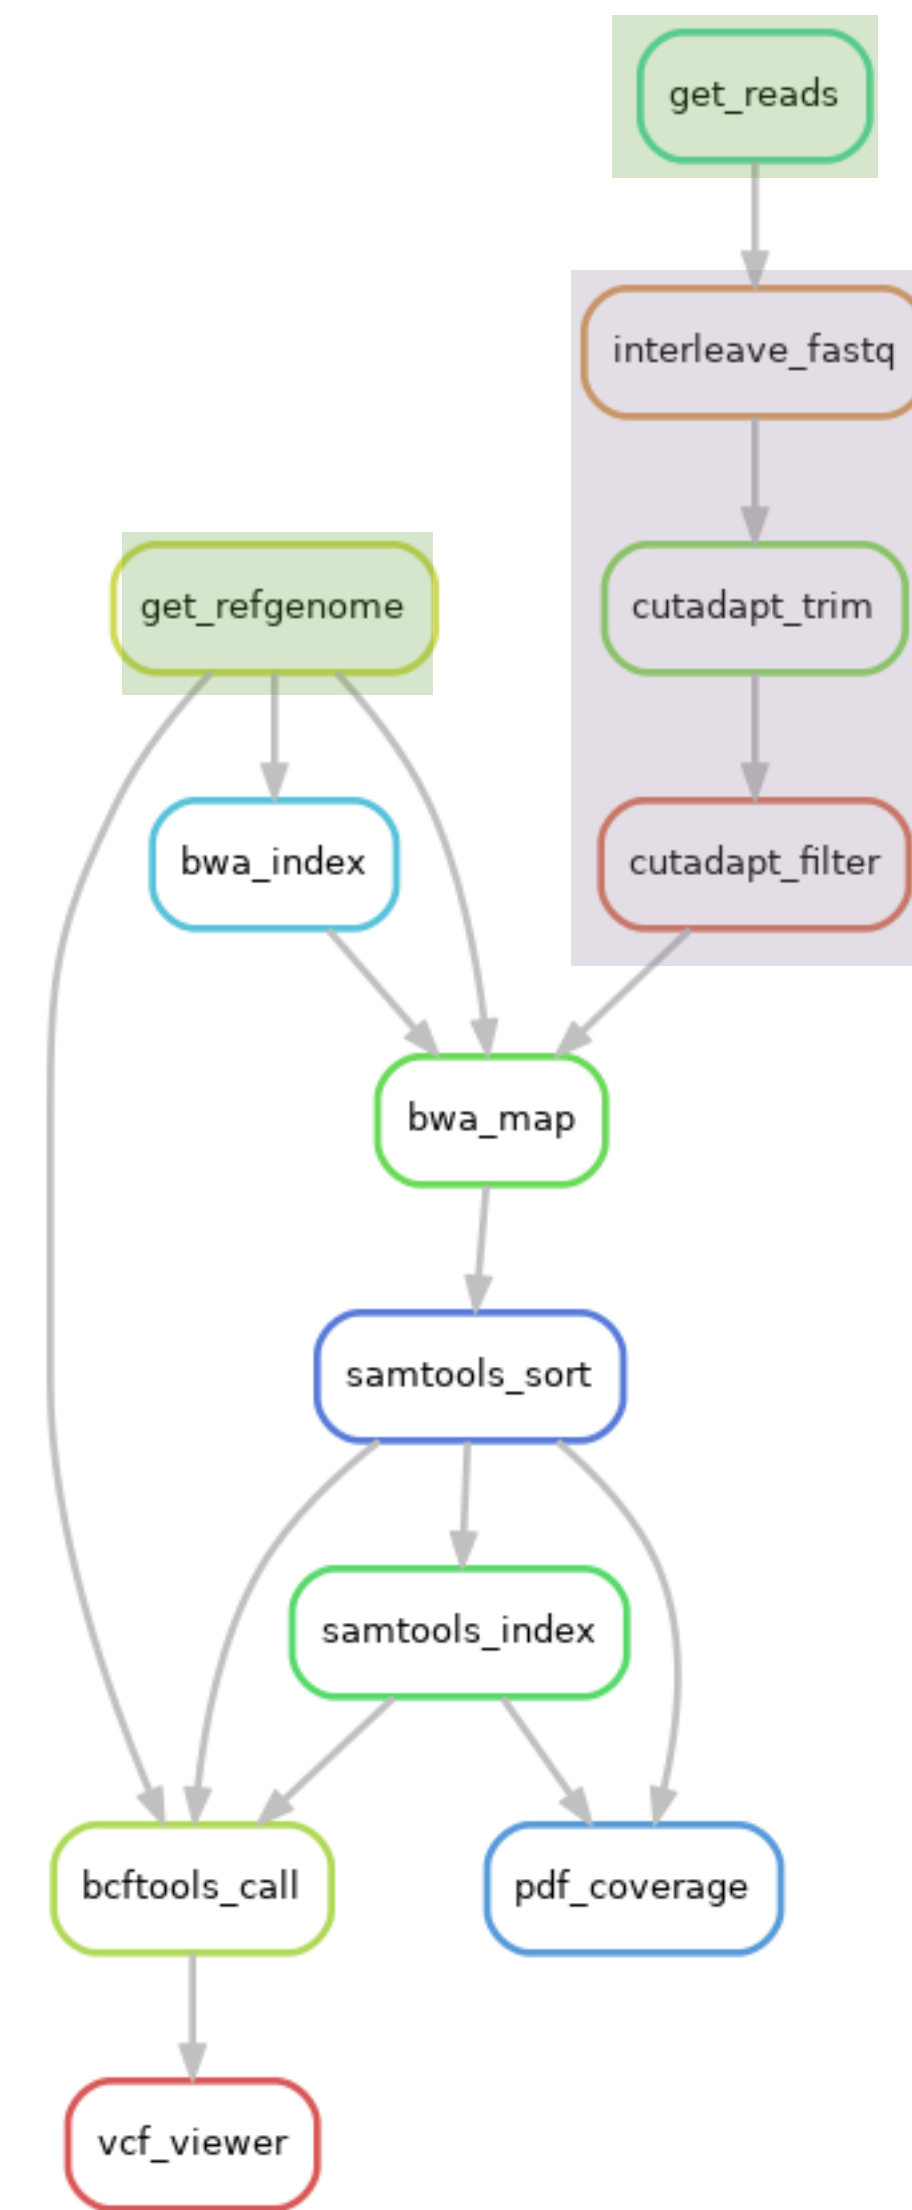 get_reads
interleave_fastq
get_refgenome
cutadapt_trim
bwa_index
cutadapt_filter
bwa_map
samtools_sort
samtools_index
bcftools_call
pdf_coverage
vcf_viewer